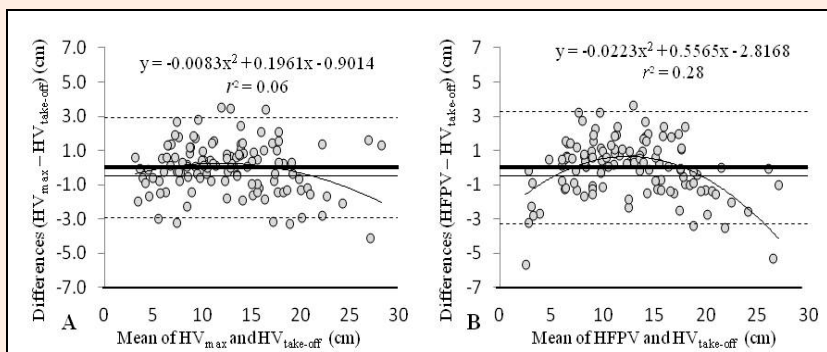 Differences (HVmax – HVtake-off) (cm)
7.0
5.0
3.0
1.0
-1.0
-3.0
-5.0
-7.0
y = -0.0083x² + 0.1961x - 0.9014
r² = 0.06
A
0 5 10 15 20 25 30
Mean of HVmax and HVtake-off (cm)
Differences (HFPV - HVtake-off) (cm)
7
5
3
1
-1
-3
-5
-7
y = -0.0223x² + 0.5565x - 2.8168
r² = 0.28
B
0 5 10 15 20 25 30
Mean of HFPV and HVtake-off (cm)